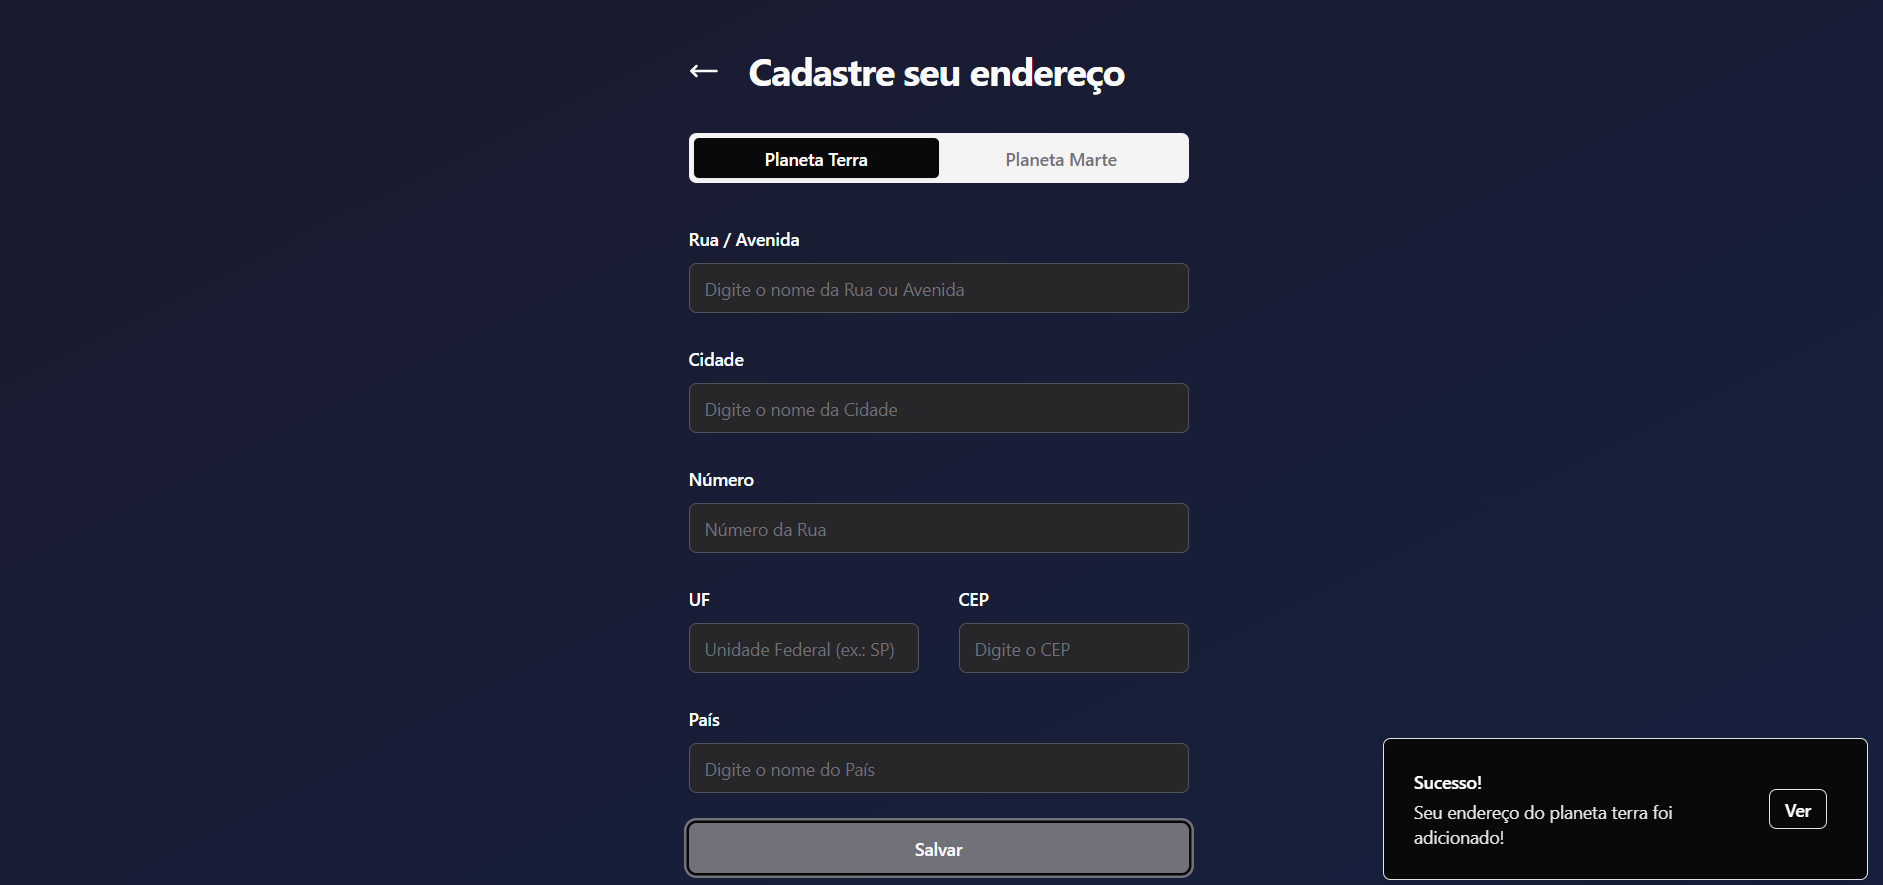 Cadastre seu endereço
Planeta Terra
Planeta Marte
Rua / Avenida
Digite o nome da Rua ou Avenida
Cidade
Digite o nome da Cidade
Número
Número da Rua
UF
CEP
Unidade Federal (ex.: SP)
Digite o CEP
País
Digite o nome do País
Salvar
Sucesso!
Seu endereço do planeta terra foi
adicionado!
Ver